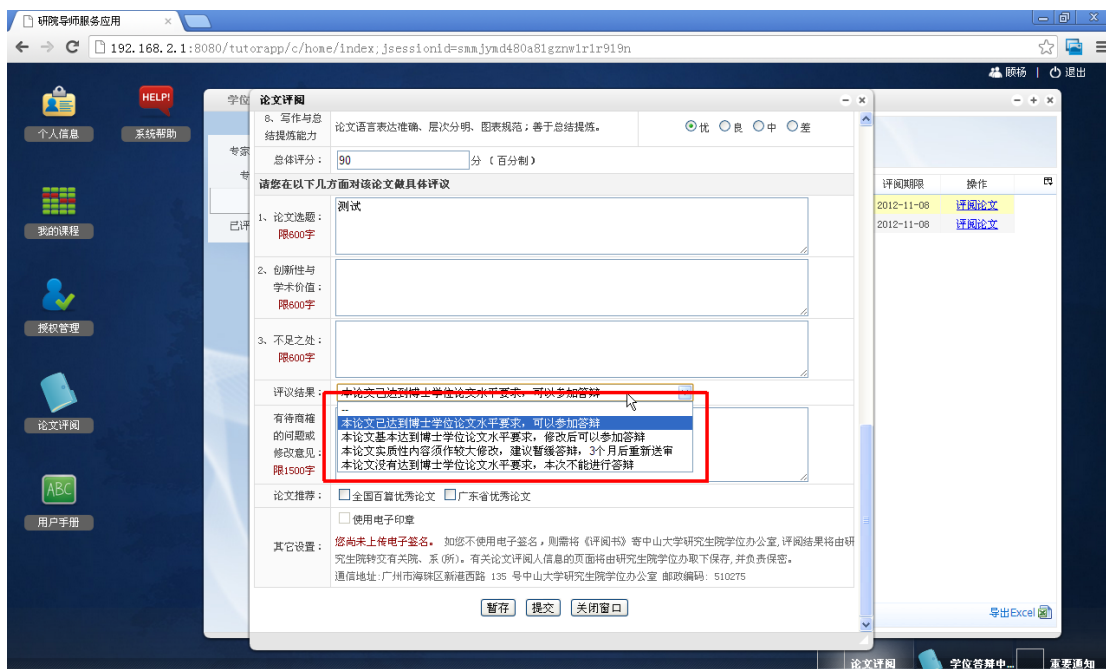 研院导师服务应用
192.168.2.1:8080/tutorapp/c/home/index;jsessionid=smmjymd480a81gznw1r1r919n
顾杨 | 退出
个人信息
HELP!
系统帮助
我的课程
授权管理
论文评阅
ABC
用户手册
学位
专家
专
已评
论文评阅
8、写作与总结提炼能力
论文语言表达准确、层次分明、图表规范；善于总结提炼。
优 良 中 差
总体评分： 90 分 (百分制)
请您在以下几方面对该论文做具体评议
1、论文选题：
限600字
测试
2、创新性与
学术价值：
限600字
3、不足之处：
限600字
评议结果： 本论文已达到博士学位论文水平要求，可以参加答辩
--
本论文已达到博士学位论文水平要求，可以参加答辩
本论文基本达到博士学位论文水平要求，修改后可以参加答辩
本论文实质性内容须作较大修改，建议暂缓答辩，3个月后重新送审
本论文没有达到博士学位论文水平要求，本次不能进行答辩
有待商榷
的问题或
修改意见：
限1500字
论文推荐： 全国百篇优秀论文 广东省优秀论文
其它设置：
使用电子印章
您尚未上传电子签名。 如您不使用电子签名，则需将《评阅书》寄中山大学研究生院学位办公室,评阅结果将由研
究生院转交有关院、系(所)。有关论文评阅人信息的页面将由研究生院学位办取下保存,并负责保密。
通信地址:广州市海珠区新港西路 135 号中山大学研究生院学位办公室 邮政编码: 510275
暂存 提交 关闭窗口
评阅期限 操作
2012-11-08 评阅论文
2012-11-08 评阅论文
导出Excel
论文评阅 学位答辩中... 重要通知